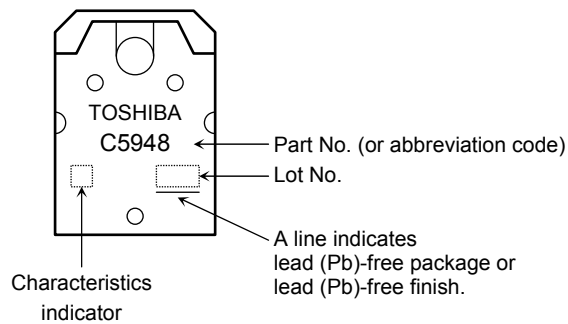 TOSHIBA
C5948
Part No. (or abbreviation code)
Lot No.
A line indicates
lead (Pb)-free package or
lead (Pb)-free finish.
Characteristics
indicator